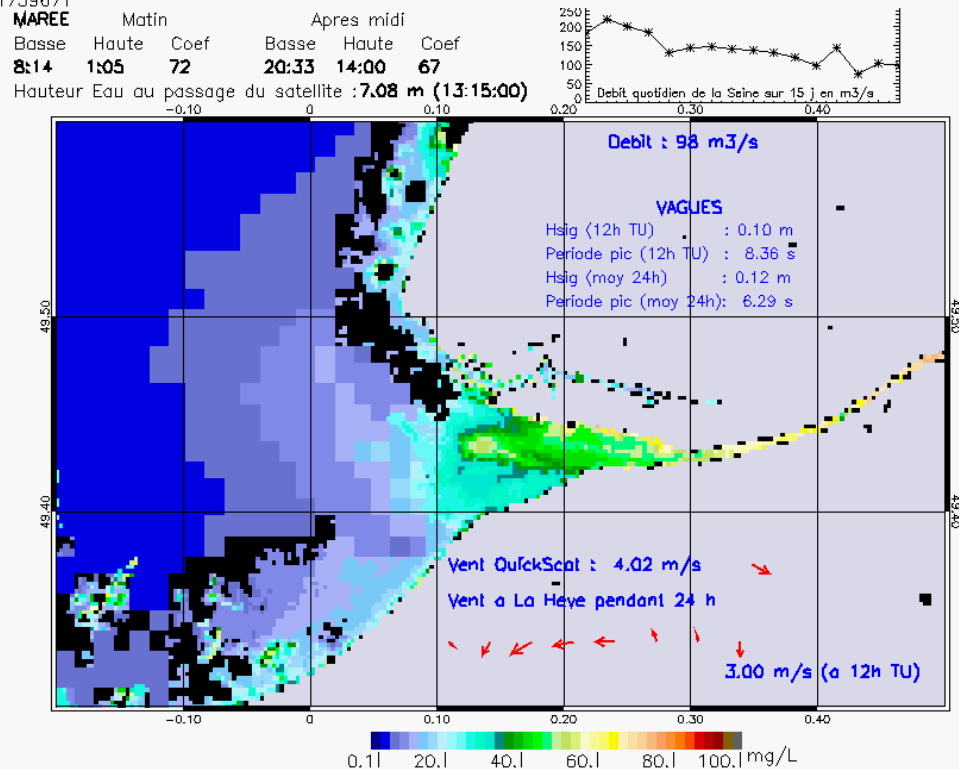 MAREE Matin Apres midi
Basse Haute Coef Basse Haute Coef
8:14 1:05 72 20:33 14:00 67
Hauteur Eau au passage du satellite : 7.08 m (13:15:00)
250
200
150
100
50
0
Debit quotidien de la Seine sur 15 j en m3/s
-0.10 0 0.10 0.20 0.30 0.40
Debit : 98 m3/s
VAGUES
Hsig (12h TU) : 0.10 m
Periode pic (12h TU) : 8.36 s
Hsig (moy 24h) : 0.12 m
Periode pic (moy 24h): 6.29 s
49.50 49.50
49.40 49.40
Vent QuickScat : 4.02 m/s
Vent a La Heve pendant 24 h
3.00 m/s (a 12h TU)
-0.10 0 0.10 0.20 0.30 0.40
0.1| 20.| 40.| 60.| 80.| 100.| mg/L